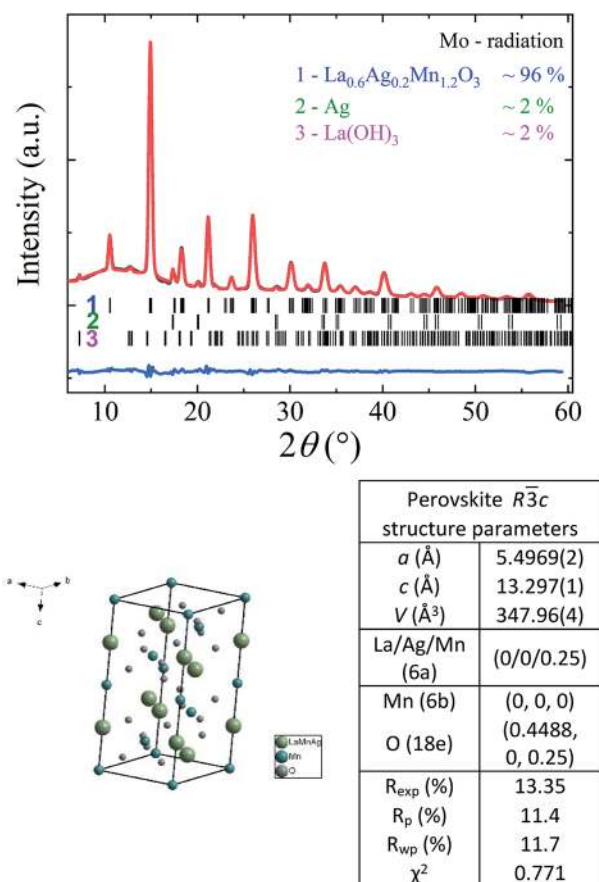 Mo - radiation
1 - La₀.₆Ag₀.₂Mn₁.₂O₃ ~ 96 %
2 - Ag ~ 2 %
3 - La(OH)₃ ~ 2 %
Intensity (a.u.)
1
2
3
10 20 30 40 50 60
2θ (°)
a b
c
LaMnAg
Mn
O
Perovskite R3̅c
structure parameters
a (Å) 5.4969(2)
c (Å) 13.297(1)
V (Å³) 347.96(4)
La/Ag/Mn
(6a) (0/0/0.25)
Mn (6b) (0, 0, 0)
O (18e) (0.4488,
0, 0.25)
Rexp (%) 13.35
Rp (%) 11.4
Rwp (%) 11.7
χ² 0.771